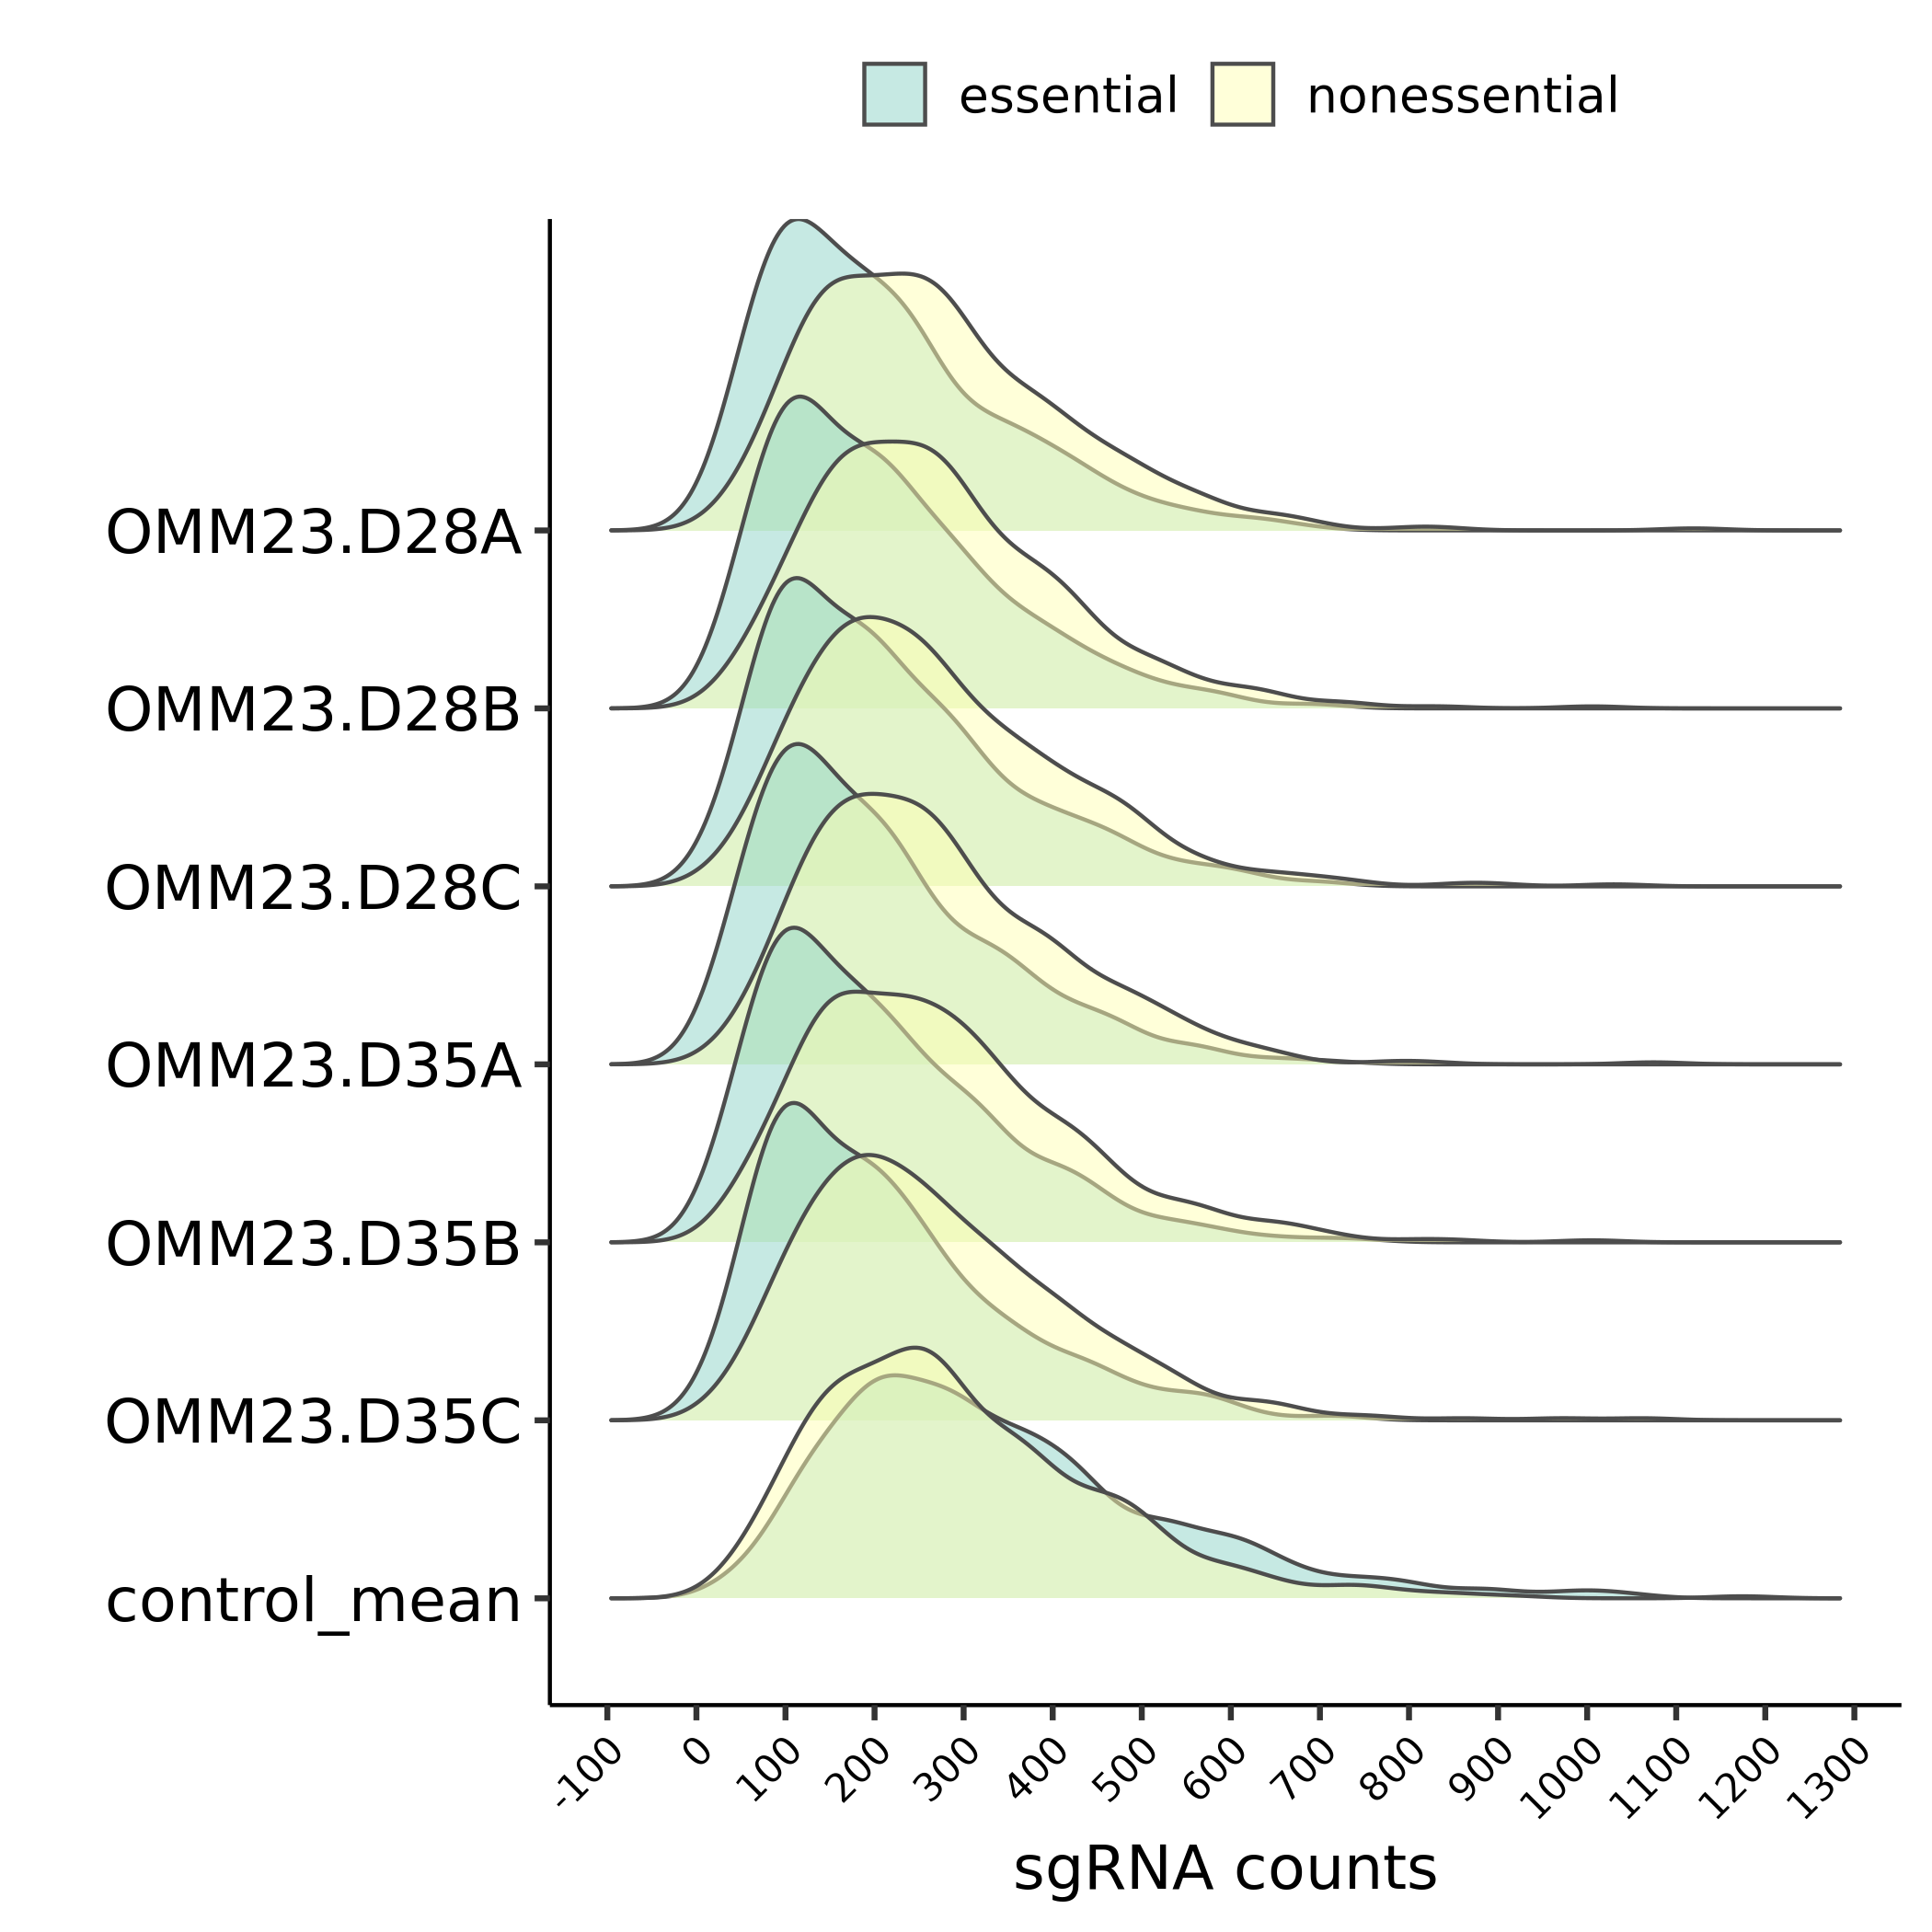 essential nonessential
OMM23.D28A
OMM23.D28B
OMM23.D28C
OMM23.D35A
OMM23.D35B
OMM23.D35C
control_mean
-100 0 100 200 300 400 500 600 700 800 900 1000 1100 1200 1300
sgRNA counts